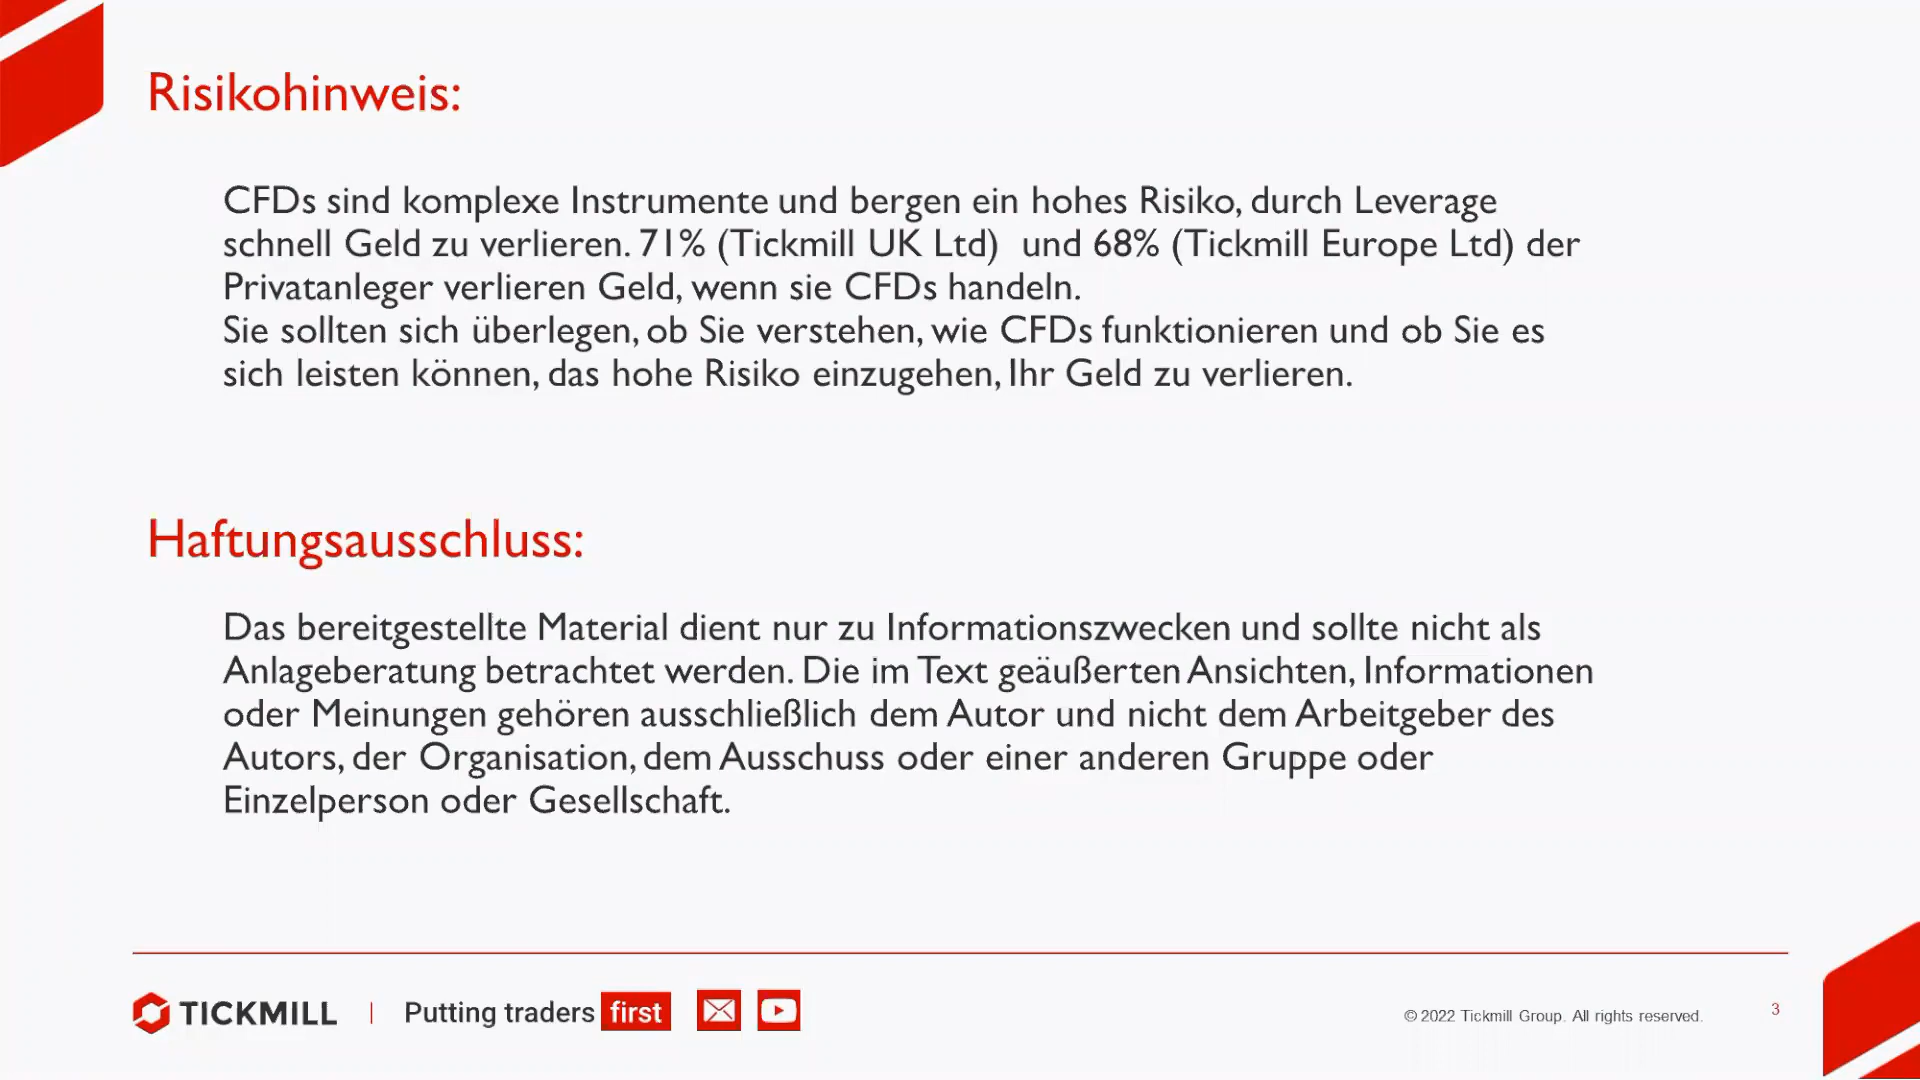 Risikohinweis:
CFDs sind komplexe Instrumente und bergen ein hohes Risiko, durch Leverage
schnell Geld zu verlieren. 71% (Tickmill UK Ltd)  und 68% (Tickmill Europe Ltd) der
Privatanleger verlieren Geld, wenn sie CFDs handeln.
Sie sollten sich überlegen, ob Sie verstehen, wie CFDs funktionieren und ob Sie es
sich leisten können, das hohe Risiko einzugehen, Ihr Geld zu verlieren.
Haftungsausschluss:
Das bereitgestellte Material dient nur zu Informationszwecken und sollte nicht als
Anlageberatung betrachtet werden. Die im Text geäußerten Ansichten, Informationen
oder Meinungen gehören ausschließlich dem Autor und nicht dem Arbeitgeber des
Autors, der Organisation, dem Ausschuss oder einer anderen Gruppe oder
Einzelperson oder Gesellschaft.
TICKMILL | Putting traders first
© 2022 Tickmill Group. All rights reserved.
3